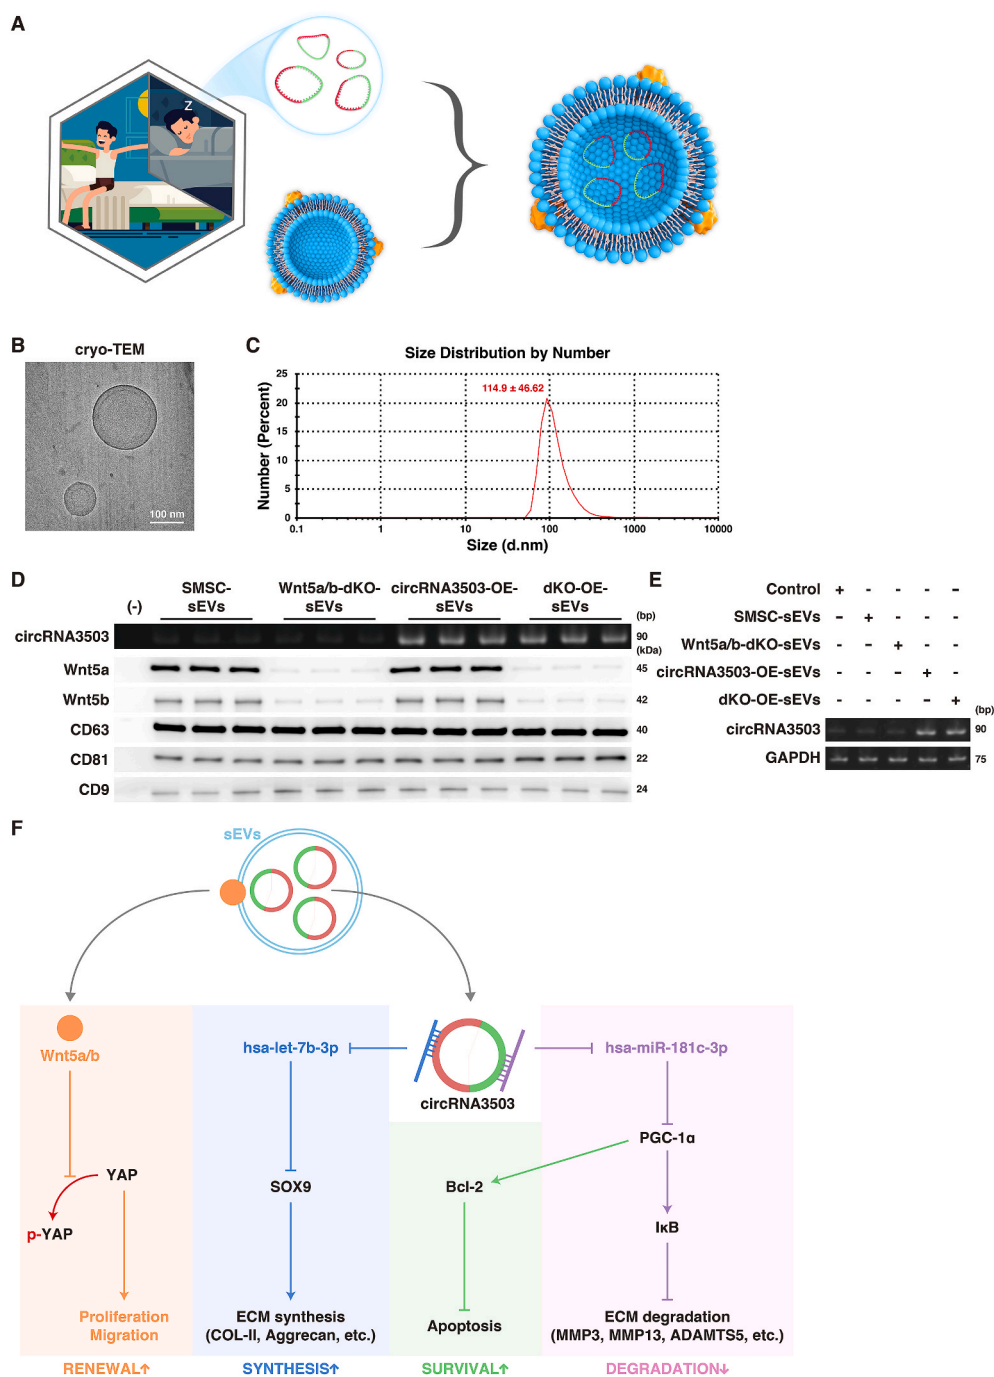 A
Z
B
cryo-TEM
100 nm
C
Size Distribution by Number
114.9 ± 46.62
Number (Percent)
25
20
15
10
5
0
0.1
1
10
100
1000
10000
Size (d.nm)
D
(-)
SMSC-
sEVs
Wnt5a/b-dKO-
sEVs
circRNA3503-OE-
sEVs
dKO-OE-
sEVs
(bp)
circRNA3503
90
(kDa)
Wnt5a
45
Wnt5b
42
CD63
40
CD81
22
CD9
24
E
Control + - - - -
SMSC-sEVs - + - - -
Wnt5a/b-dKO-sEVs - - + - -
circRNA3503-OE-sEVs - - - + -
dKO-OE-sEVs - - - - +
(bp)
circRNA3503
90
GAPDH
75
F
sEVs
Wnt5a/b
YAP
p-YAP
Proliferation
Migration
RENEWAL↑
hsa-let-7b-3p
SOX9
ECM synthesis
(COL-II, Aggrecan, etc.)
SYNTHESIS↑
circRNA3503
Bcl-2
Apoptosis
SURVIVAL↑
hsa-miR-181c-3p
PGC-1α
IκB
ECM degradation
(MMP3, MMP13, ADAMTS5, etc.)
DEGRADATION↓